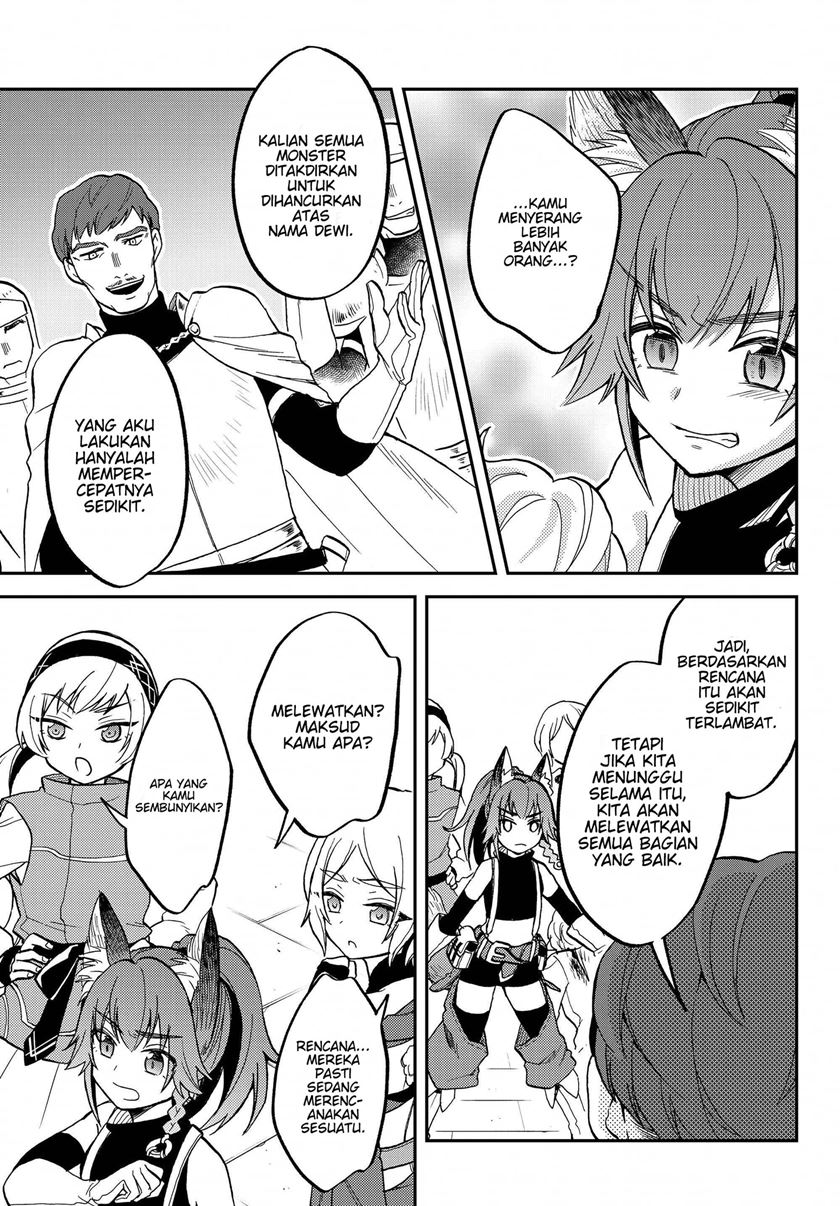 ...KAMU
MENYERANG
LEBIH
BANYAK
ORANG...?
KALIAN SEMUA
MONSTER
DITAKDIRKAN
UNTUK
DIHANCURKAN
ATAS
NAMA DEWI.
YANG AKU
LAKUKAN
HANYALAH
MEMPER-
CEPATNYA
SEDIKIT.
JADI,
BERDASARKAN
RENCANA
ITU AKAN
SEDIKIT
TERLAMBAT.
TETAPI
JIKA KITA
MENUNGGU
SELAMA ITU,
KITA AKAN
MELEWATKAN
SEMUA BAGIAN
YANG BAIK.
MELEWATKAN?
MAKSUD
KAMU APA?
APA YANG
KAMU
SEMBUNYIKAN?
RENCANA...
MEREKA
PASTI
SEDANG
MERENC-
ANAKAN
SESUATU.